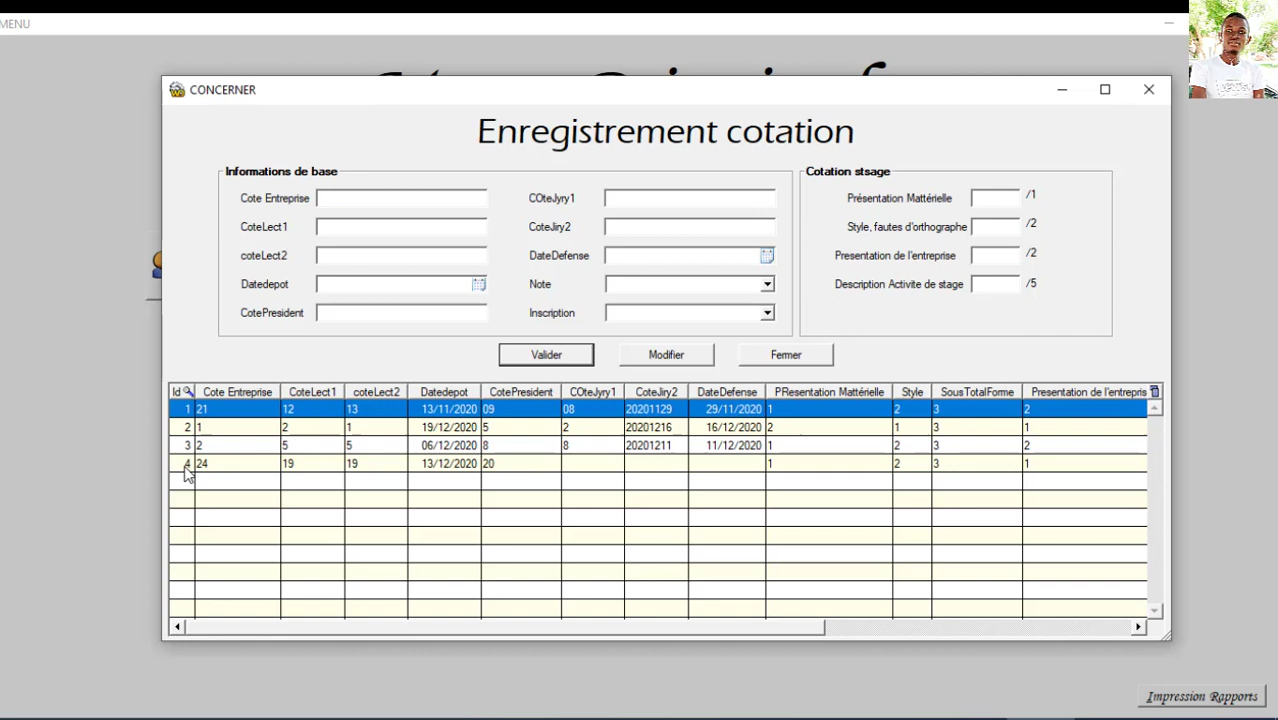 MENU
CONCERNER
Enregistrement cotation
Informations de base
Cote Entreprise
CoteLect1
coteLect2
Datedepot
CotePresident
COteJyry1
CoteJiry2
DateDefense
Note
Inscription
Cotation stsage
Présentation Mattérielle /1
Style, fautes d'orthographe /2
Presentation de l'entreprise /2
Description Activite de stage /5
Valider Modifier Fermer
Id Cote Entreprise CoteLect1 coteLect2 Datedepot CotePresident COteJyry1 CoteJiry2 DateDefense PResentation Mattérielle Style SousTotalForme Presentation de l'entrepris
1 21 12 13 13/11/2020 09 08 20201129 29/11/2020 1 2 3 2
2 1 2 1 19/12/2020 5 2 20201216 16/12/2020 2 1 3 1
3 2 5 5 06/12/2020 8 8 20201211 11/12/2020 1 2 3 2
4 24 19 19 13/12/2020 20 1 2 3 1
Impression Rapports